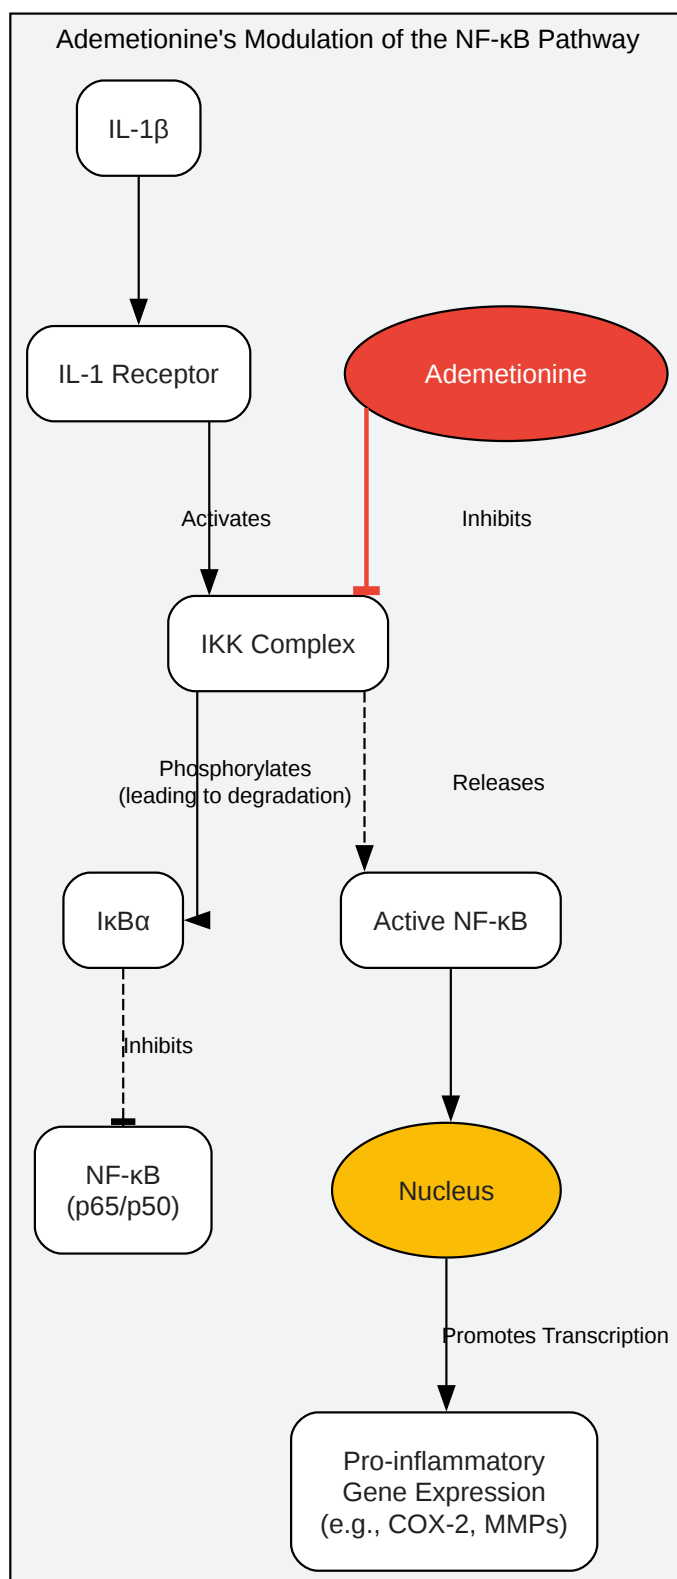 Ademetionine's Modulation of the NF-κB Pathway
IL-1β
IL-1 Receptor
Ademetionine
Activates
Inhibits
IKK Complex
Phosphorylates
(leading to degradation)
Releases
IκBα
Active NF-κB
Inhibits
NF-κB
(p65/p50)
Nucleus
Promotes Transcription
Pro-inflammatory
Gene Expression
(e.g., COX-2, MMPs)